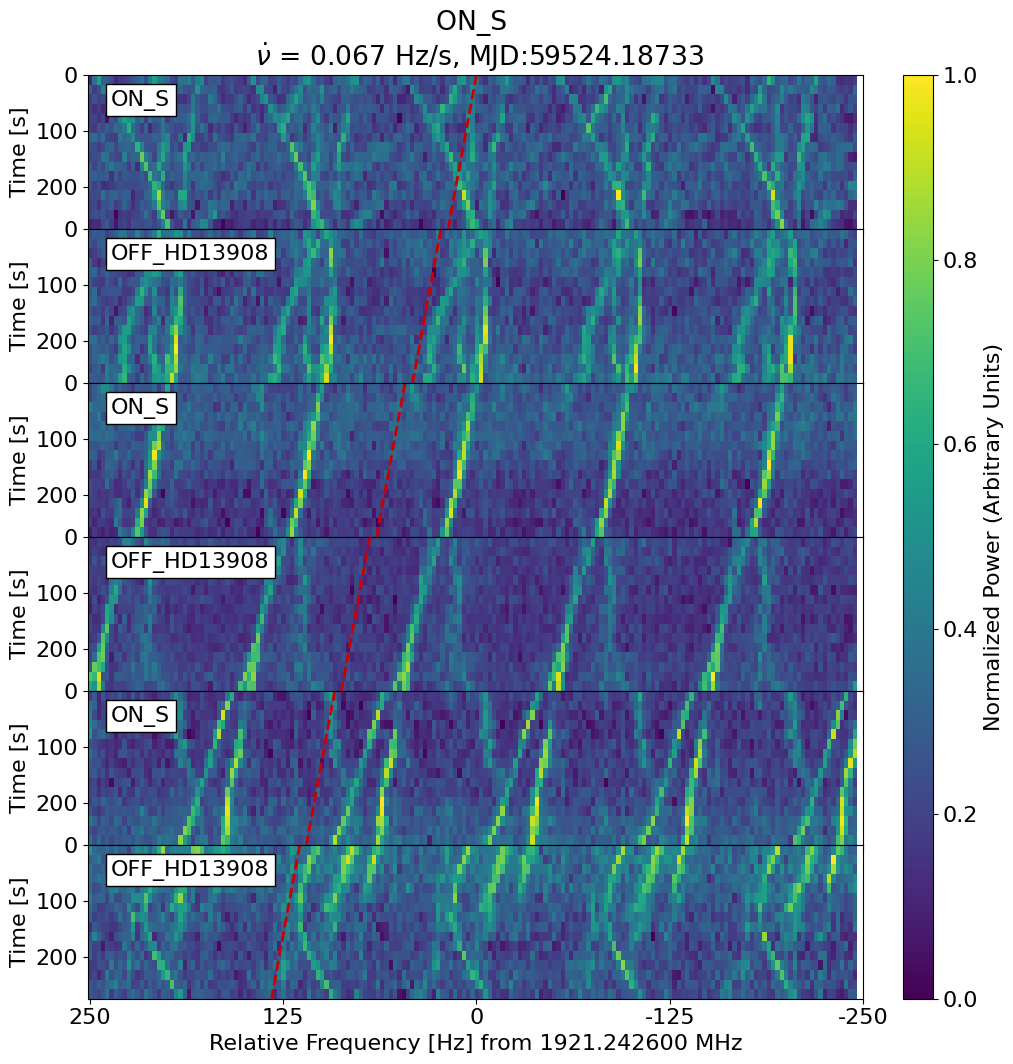 ON_S
ν̇ = 0.067 Hz/s, MJD:59524.18733
0
ON_S
100
200
Time [s]
0
OFF_HD13908
100
200
Time [s]
0
ON_S
100
200
Time [s]
0
OFF_HD13908
100
200
Time [s]
0
ON_S
100
200
Time [s]
0
OFF_HD13908
100
200
Time [s]
250 125 0 -125 -250
Relative Frequency [Hz] from 1921.242600 MHz
1.0
0.8
0.6
0.4
0.2
0.0
Normalized Power (Arbitrary Units)